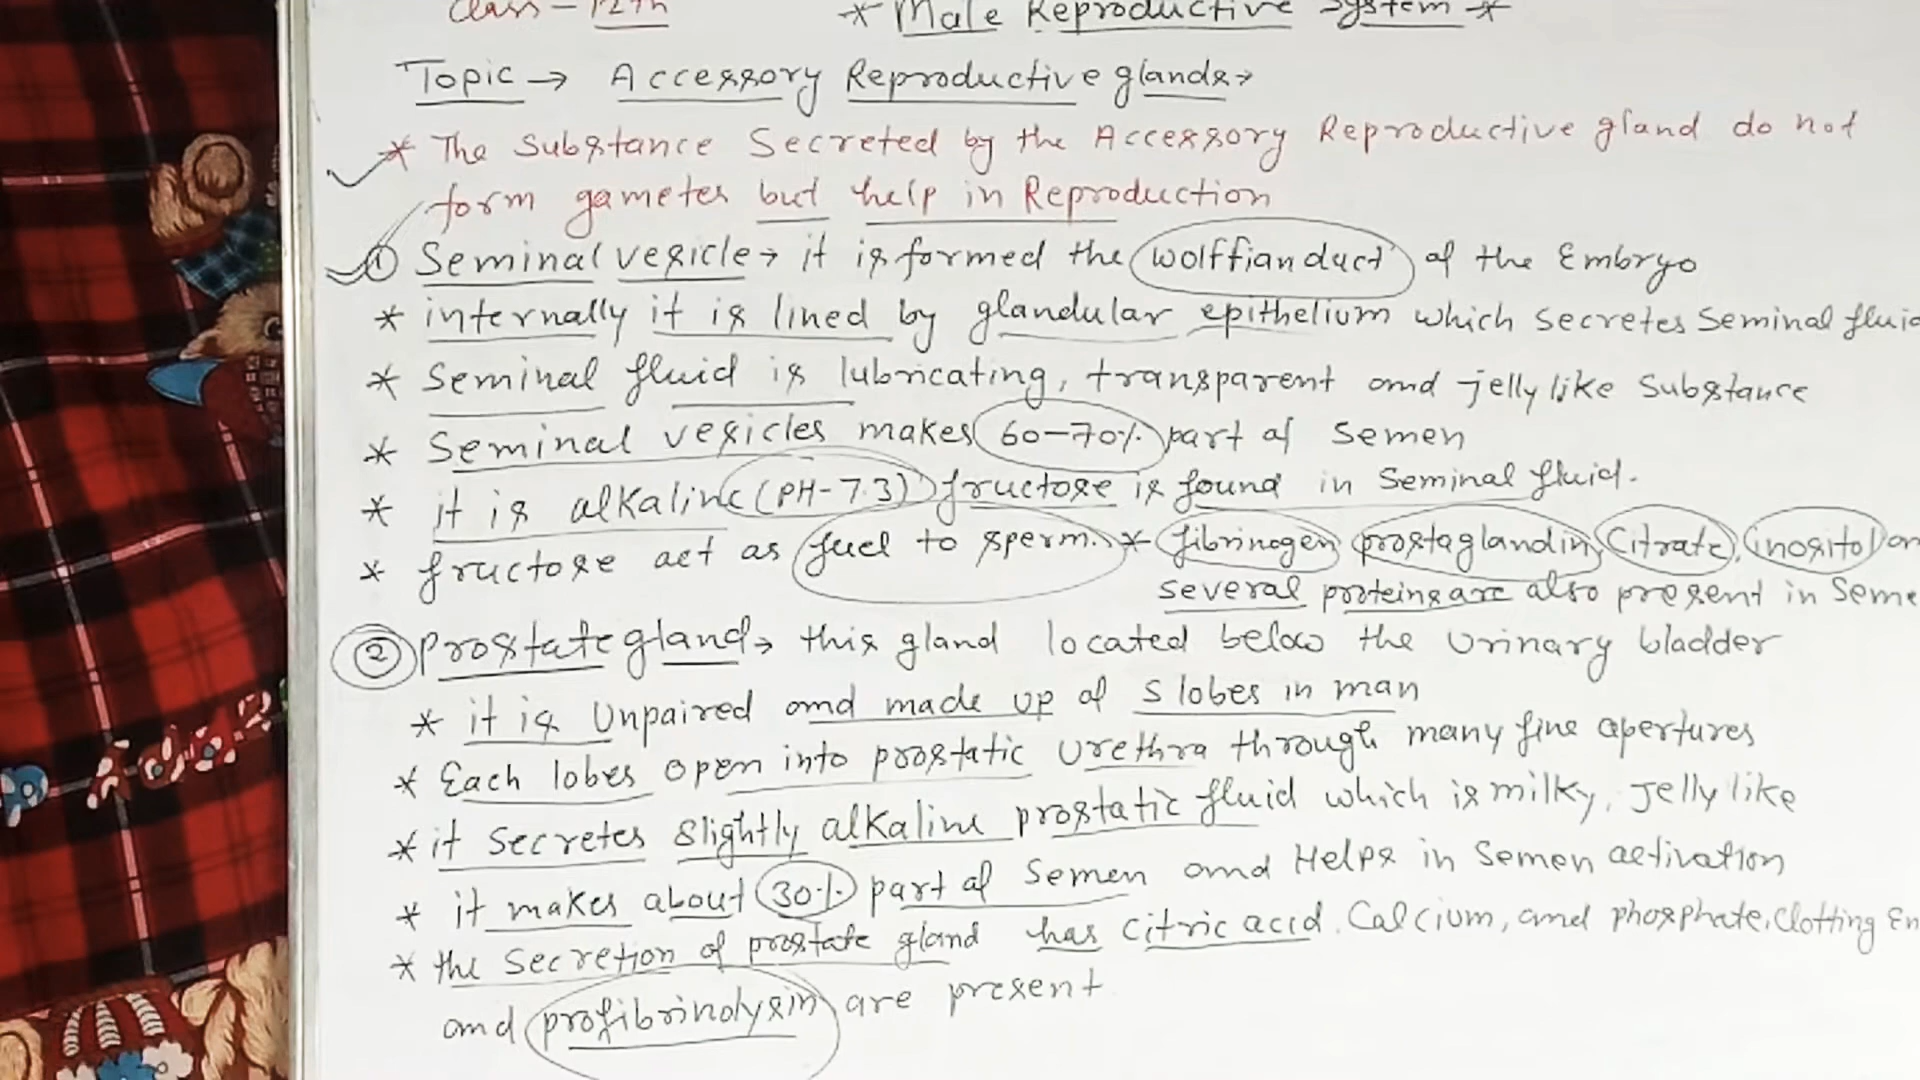 Class - 12th * Male Reproductive System *
Topic → Accessory Reproductive glands →
* The Substance Secreted by the Accessory Reproductive gland do not
form gametes but help in Reproduction
① Seminal vesicle → it is formed the wolffian duct of the Embryo
* internally it is lined by glandular epithelium which secretes Seminal fluid
* Seminal fluid is lubricating, transparent and jelly like Substance
* Seminal vesicles makes 60-70% part of Semen
* it is alkaline (PH-7.3) fructose is found in Seminal fluid.
* fructose act as fuel to sperm. * fibrinogen, prostaglandin, Citrate, inositol
several proteins are also present in Seme
② Prostate gland → this gland located below the Urinary bladder
* it is Unpaired and made up of 5 lobes in man
* Each lobes open into prostatic Urethra through many fine apertures
* it secretes slightly alkaline prostatic fluid which is milky, Jelly like
* it makes about 30% part of Semen and Helps in Semen activation
* the Secretion of prostate gland has Citric acid. Calcium, and phosphate, Clotting En
and profibrinolysin are present